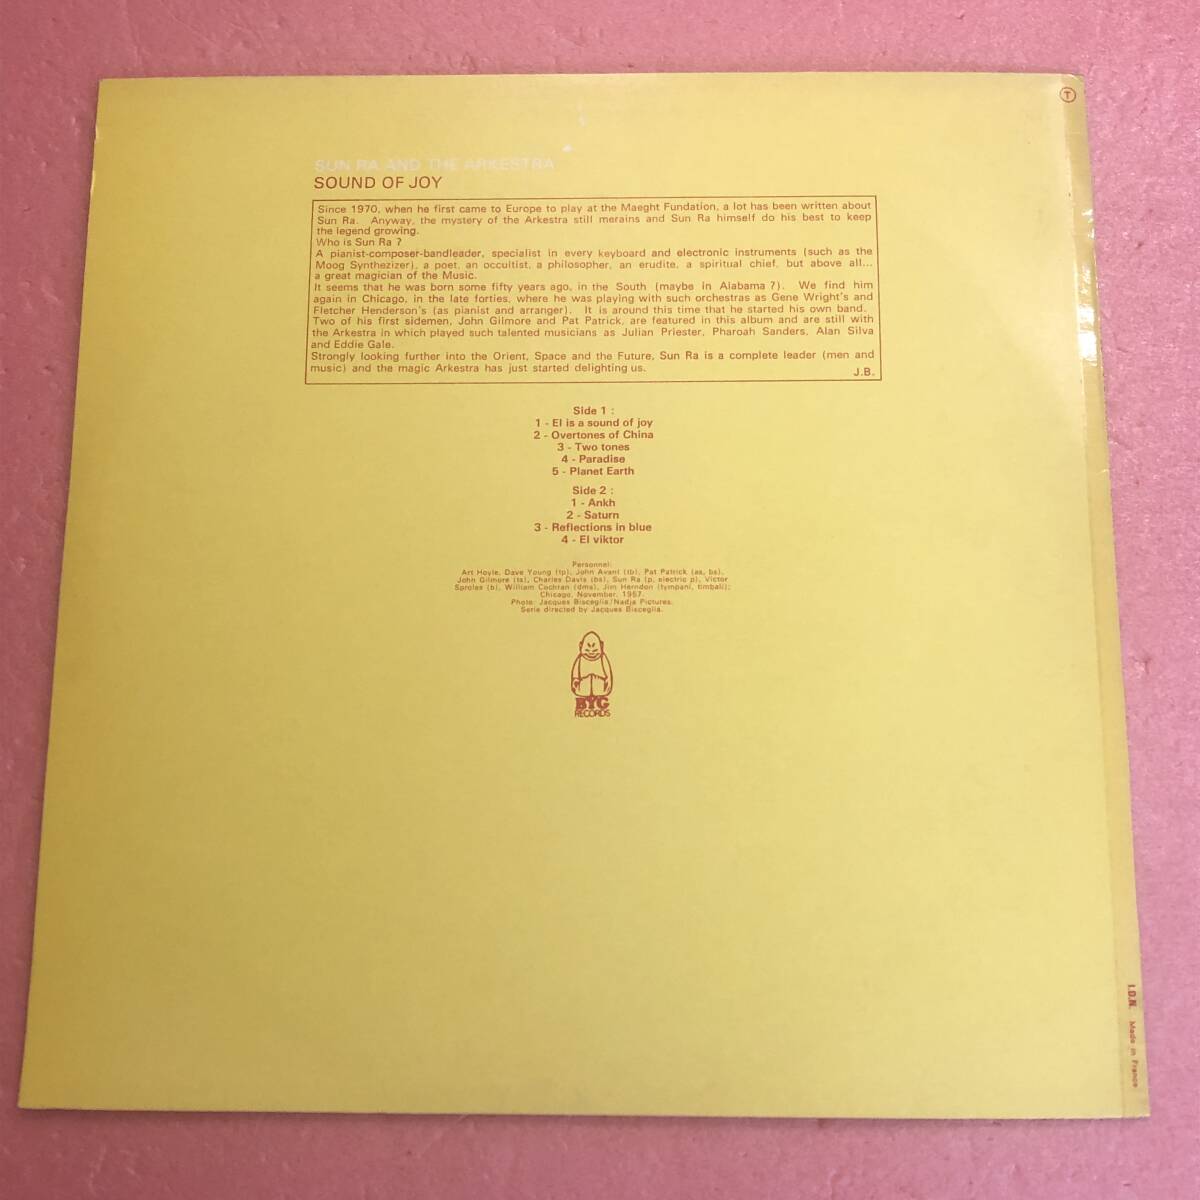 T
SUN RA AND THE ARKESTRA
SOUND OF JOY
Since 1970, when he first came to Europe to play at the Maeght Fundation, a lot has been written about
Sun Ra. Anyway, the mystery of the Arkestra still merains and Sun Ra himself do his best to keep
the legend growing.
Who is Sun Ra ?
A pianist-composer-bandleader, specialist in every keyboard and electronic instruments (such as the
Moog Synthezizer), a poet, an occultist, a philosopher, an erudite, a spiritual chief, but above all...
a great magician of the Music.
It seems that he was born some fifty years ago, in the South (maybe in Alabama ?). We find him
again in Chicago, in the late forties, where he was playing with such orchestras as Gene Wright's and
Fletcher Henderson's (as pianist and arranger). It is around this time that he started his own band.
Two of his first sidemen, John Gilmore and Pat Patrick, are featured in this album and are still with
the Arkestra in which played such talented musicians as Julian Priester, Pharoah Sanders, Alan Silva
and Eddie Gale.
Strongly looking further into the Orient, Space and the Future, Sun Ra is a complete leader (men and
music) and the magic Arkestra has just started delighting us.
J.B.
Side 1 :
1 - El is a sound of joy
2 - Overtones of China
3 - Two tones
4 - Paradise
5 - Planet Earth
Side 2 :
1 - Ankh
2 - Saturn
3 - Reflections in blue
4 - El viktor
Personnel:
Art Hoyle, Dave Young (tp), John Avant (tb), Pat Patrick (as, bs),
John Gilmore (ts), Charles Davis (bs), Sun Ra (p, electric p), Victor
Sproles (b), William Cochran (dms), Jim Herndon (tympani, timbali);
Chicago, November, 1957.
Photo: Jacques Bisceglia/Nadja Pictures.
Serie directed by Jacques Bisceglia.
BYG
RECORDS
I.D.N. Made in France